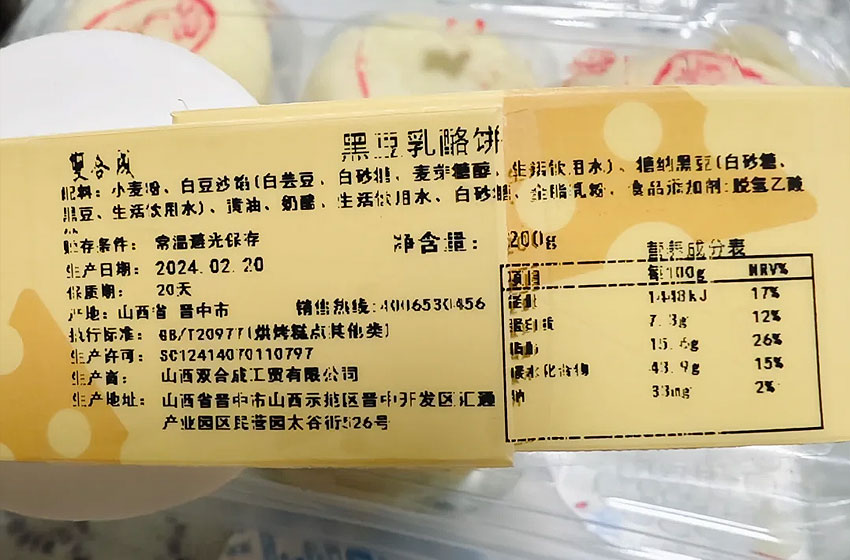 双合成
黑豆乳酪饼
配料：小麦粉、白豆沙馅(白芸豆、白砂糖、麦芽糖醇、生活饮用水)、糖纳黑豆(白砂糖、
黑豆、生活饮用水)、黄油、奶酪、生活饮用水、白砂糖、全脂乳粉、食品添加剂:脱氢乙酸
贮存条件： 常温避光保存
净含量： 200g
生产日期： 2024.02.20
保质期： 20天
产地：山西省 晋中市 销售热线:4006530456
执行标准： GB/T20977(烘烤糕点其他类)
生产许可： SC12414070110797
生产商： 山西双合成工贸有限公司
生产地址： 山西省晋中市山西示范区晋中开发区汇通
产业园区民营园太谷街526号
营养成分表
项目 每100g NRV%
能量 1448kJ 17%
蛋白质 7.3g 12%
脂肪 15.6g 26%
碳水化合物 43.9g 15%
钠 33mg 2%